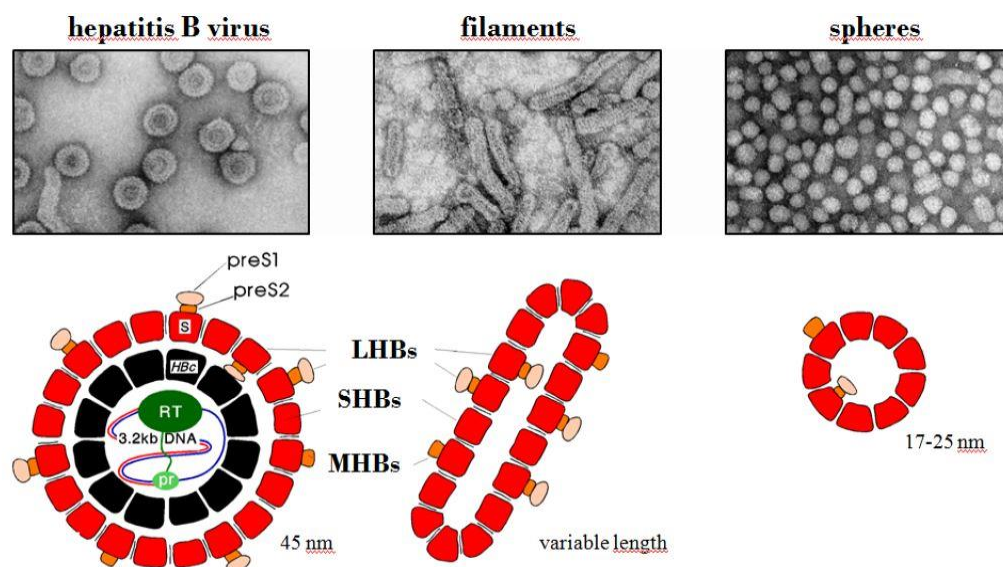 hepatitis B virus
filaments
spheres
preS1
preS2
S
HBc
RT
3.2kb DNA
pr
45 nm
LHBs
SHBs
MHBs
variable length
17-25 nm